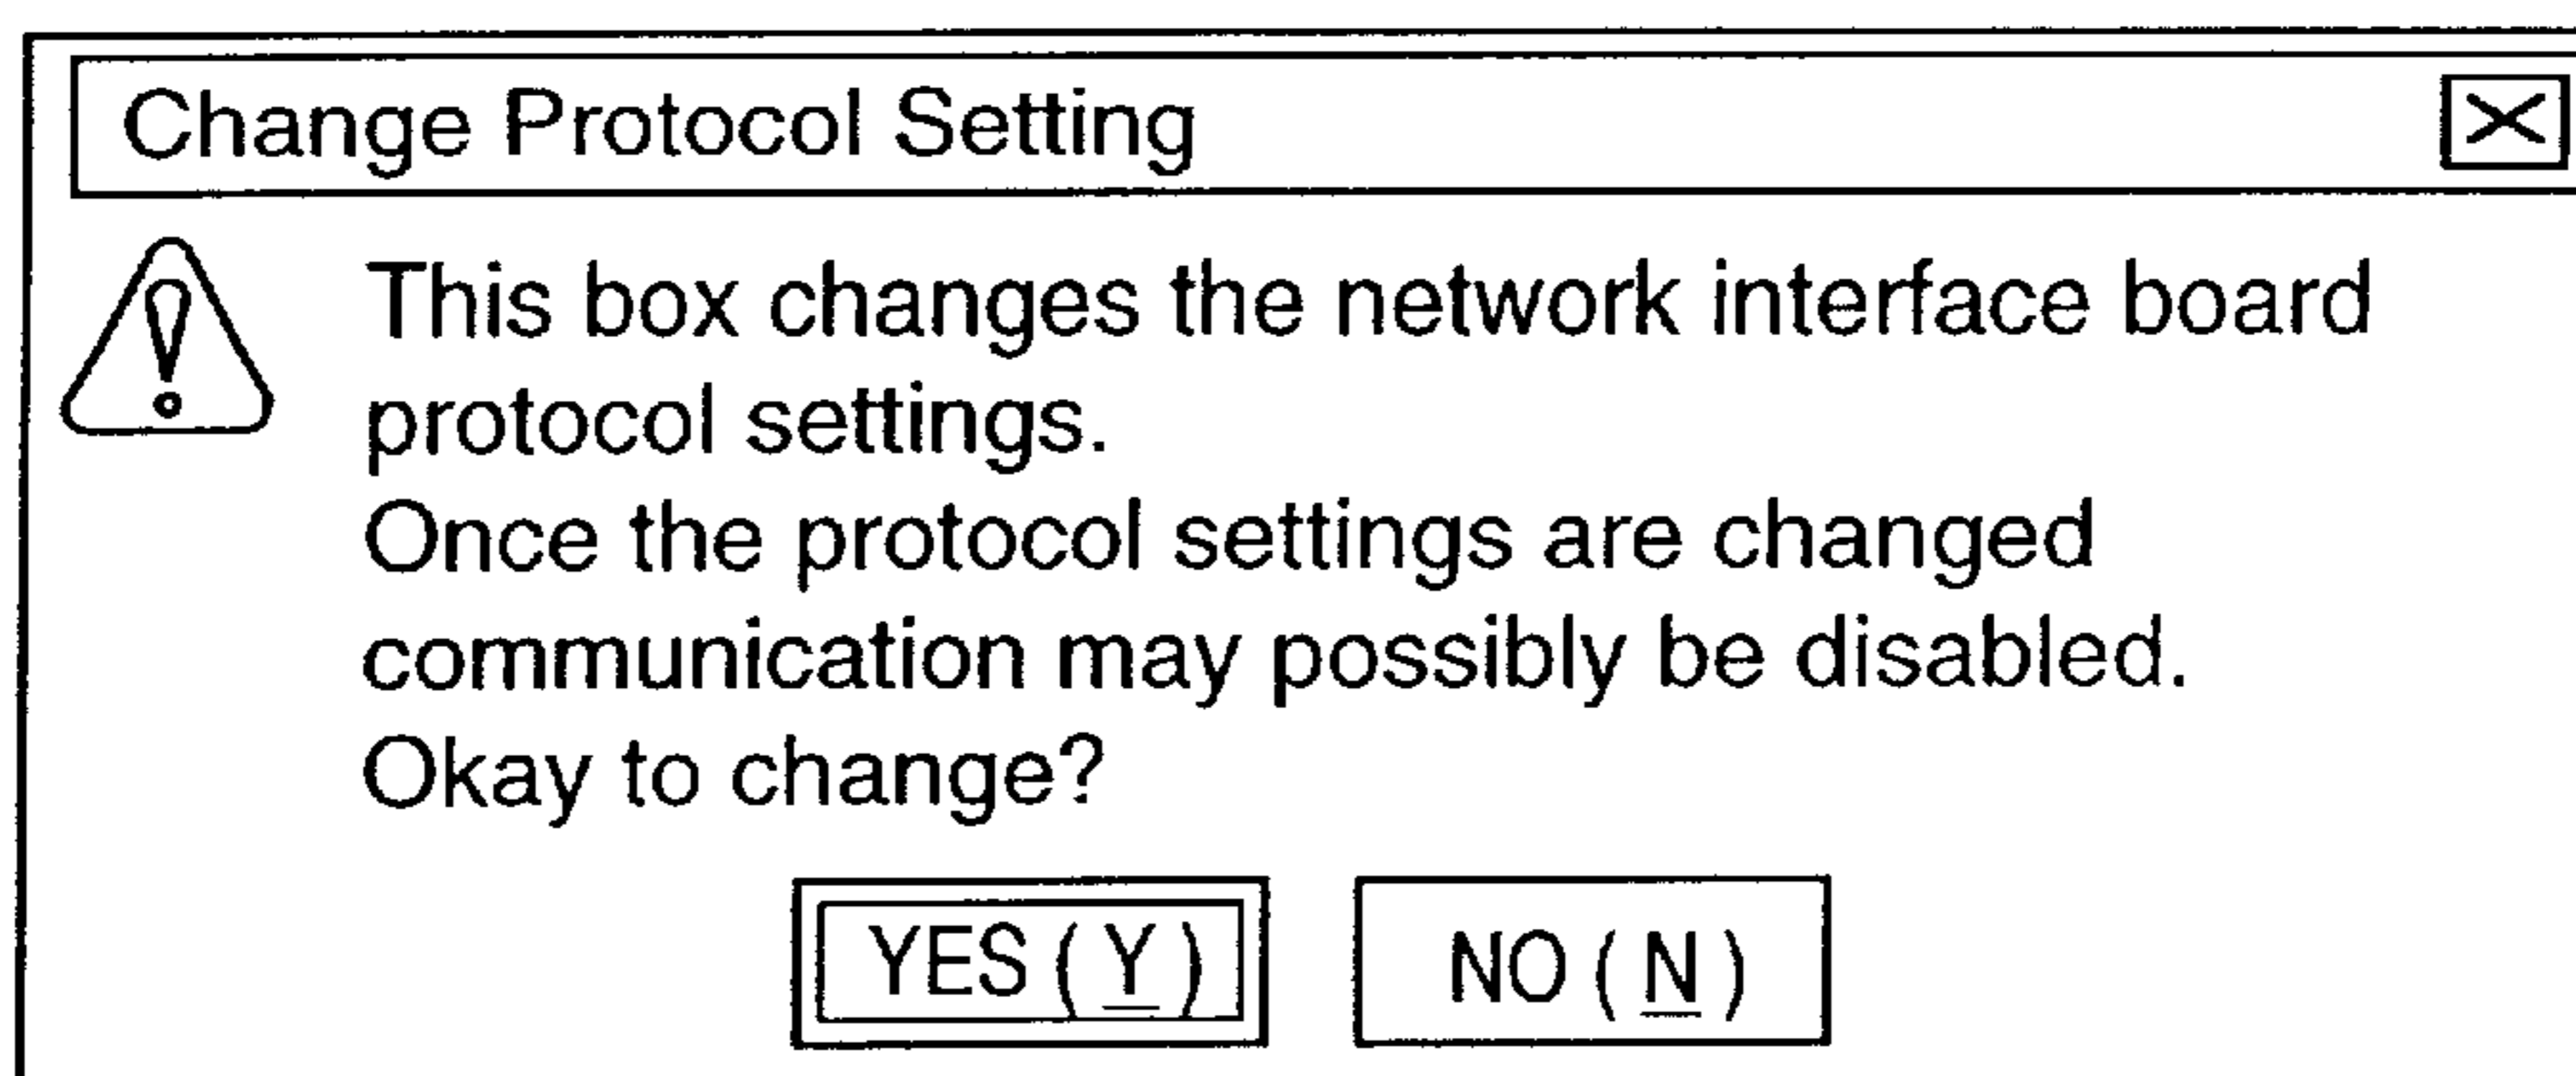 Change Protocol Setting
This box changes the network interface board
protocol settings.
Once the protocol settings are changed
communication may possibly be disabled.
Okay to change?
YES ( Y ) NO ( N )